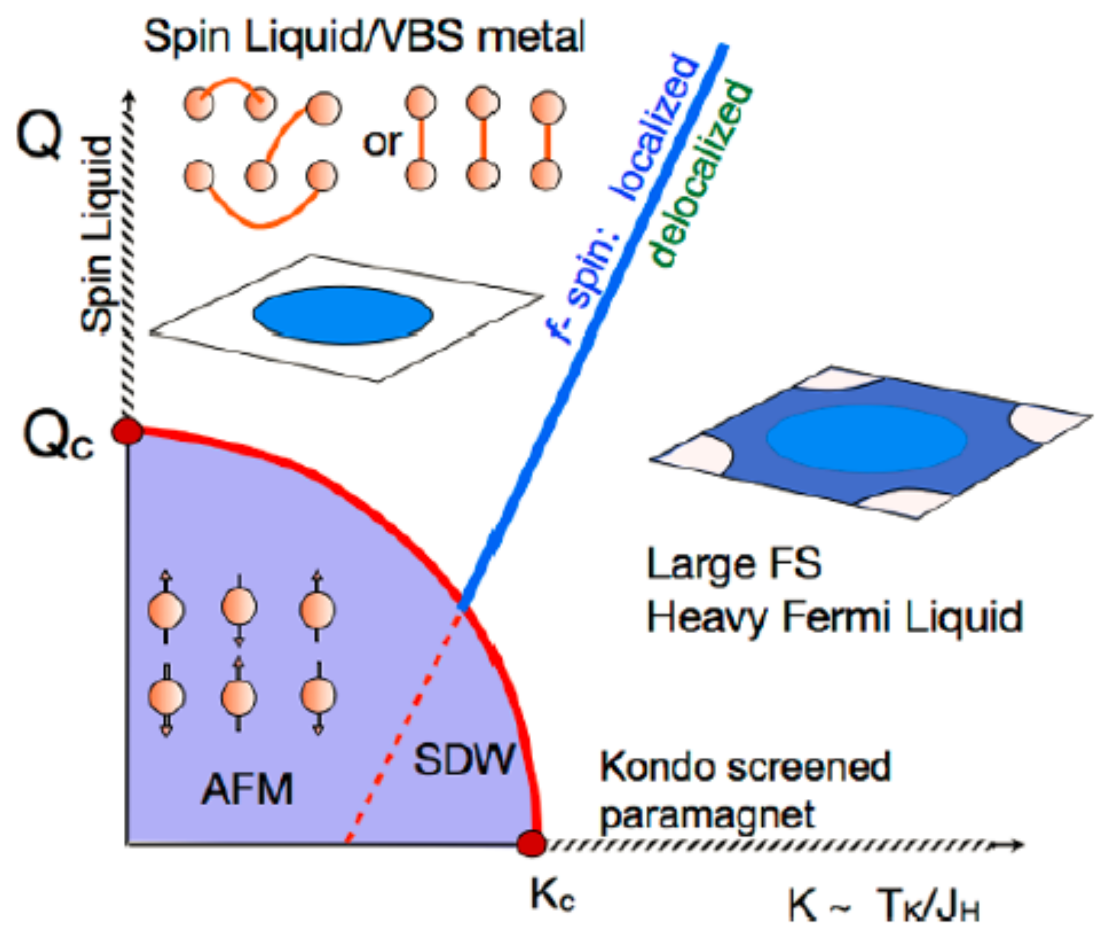 Spin Liquid/VBS metal
Q
Spin Liquid
or
f- spin: localized
delocalized
Qc
Large FS
Heavy Fermi Liquid
AFM
SDW
Kondo screened
paramagnet
Kc
K ~ TK/JH